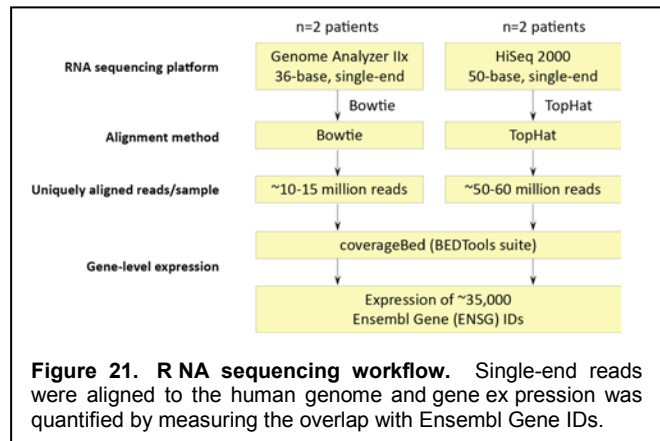 n=2 patients n=2 patients
RNA sequencing platform
Genome Analyzer IIx
36-base, single-end
HiSeq 2000
50-base, single-end
Bowtie TopHat
Alignment method Bowtie TopHat
Uniquely aligned reads/sample ~10-15 million reads ~50-60 million reads
coverageBed (BEDTools suite)
Gene-level expression
Expression of ~35,000
Ensembl Gene (ENSG) IDs
Figure 21. R NA sequencing workflow. Single-end reads
were aligned to the human genome and gene ex pression was
quantified by measuring the overlap with Ensembl Gene IDs.